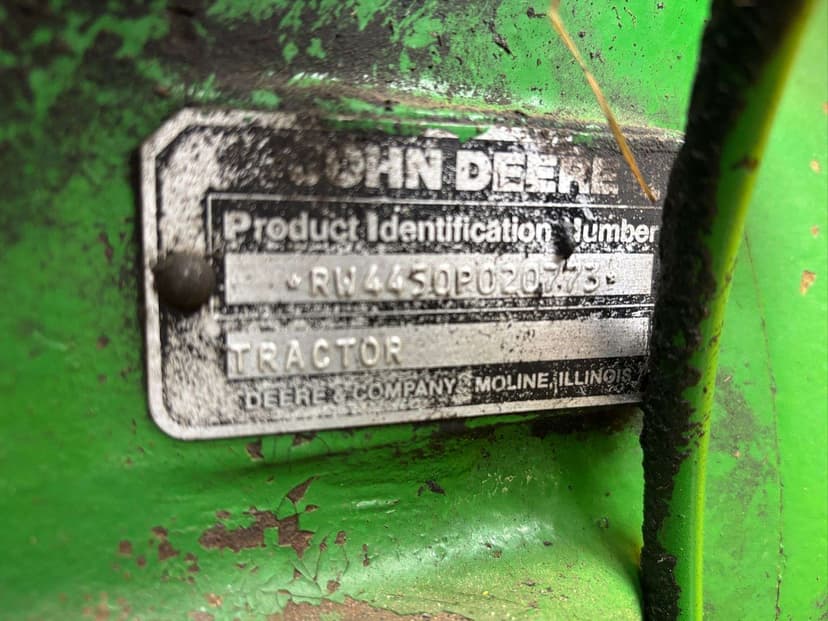 JOHN DEERE
Product Identification Number
*RW4450P020773*
TRACTOR
DEERE & COMPANY MOLINE, ILLINOIS